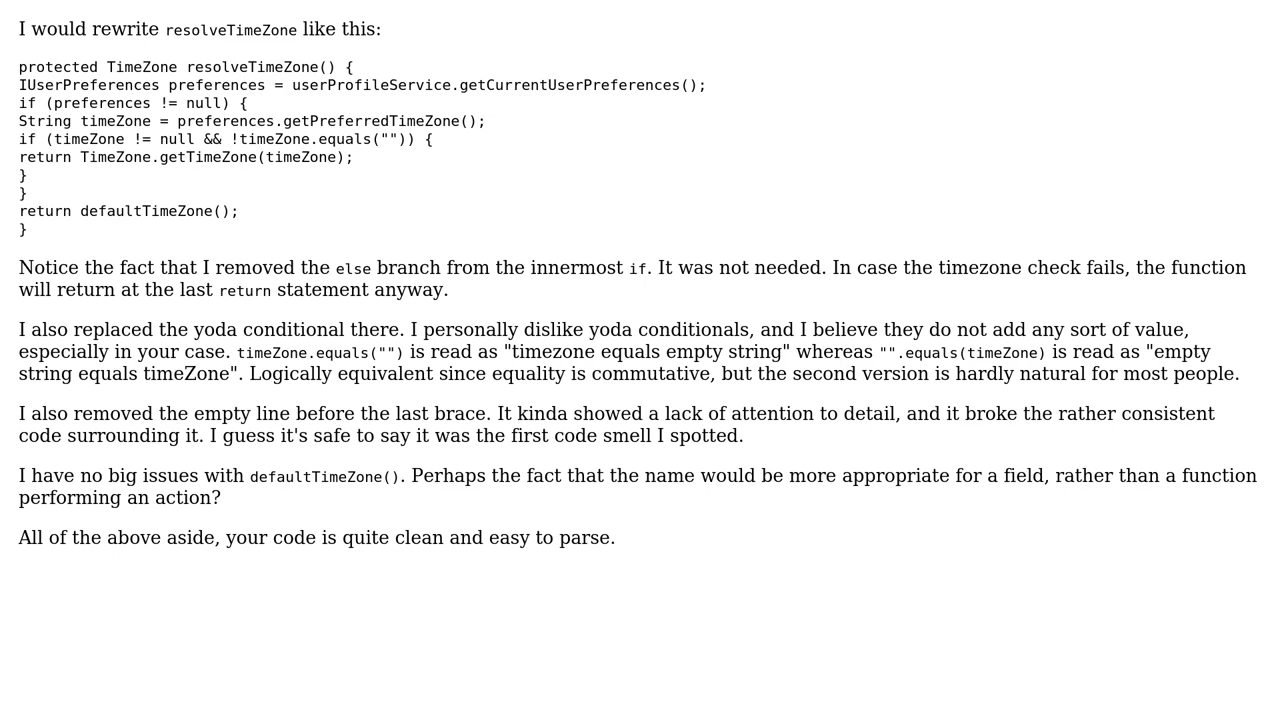 I would rewrite resolveTimeZone like this:
protected TimeZone resolveTimeZone() {
IUserPreferences preferences = userProfileService.getCurrentUserPreferences();
if (preferences != null) {
String timeZone = preferences.getPreferredTimeZone();
if (timeZone != null && !timeZone.equals("")) {
return TimeZone.getTimeZone(timeZone);
}
}
return defaultTimeZone();
}
Notice the fact that I removed the else branch from the innermost if. It was not needed. In case the timezone check fails, the function
will return at the last return statement anyway.
I also replaced the yoda conditional there. I personally dislike yoda conditionals, and I believe they do not add any sort of value,
especially in your case. timeZone.equals("") is read as "timezone equals empty string" whereas "".equals(timeZone) is read as "empty
string equals timeZone". Logically equivalent since equality is commutative, but the second version is hardly natural for most people.
I also removed the empty line before the last brace. It kinda showed a lack of attention to detail, and it broke the rather consistent
code surrounding it. I guess it's safe to say it was the first code smell I spotted.
I have no big issues with defaultTimeZone(). Perhaps the fact that the name would be more appropriate for a field, rather than a function
performing an action?
All of the above aside, your code is quite clean and easy to parse.